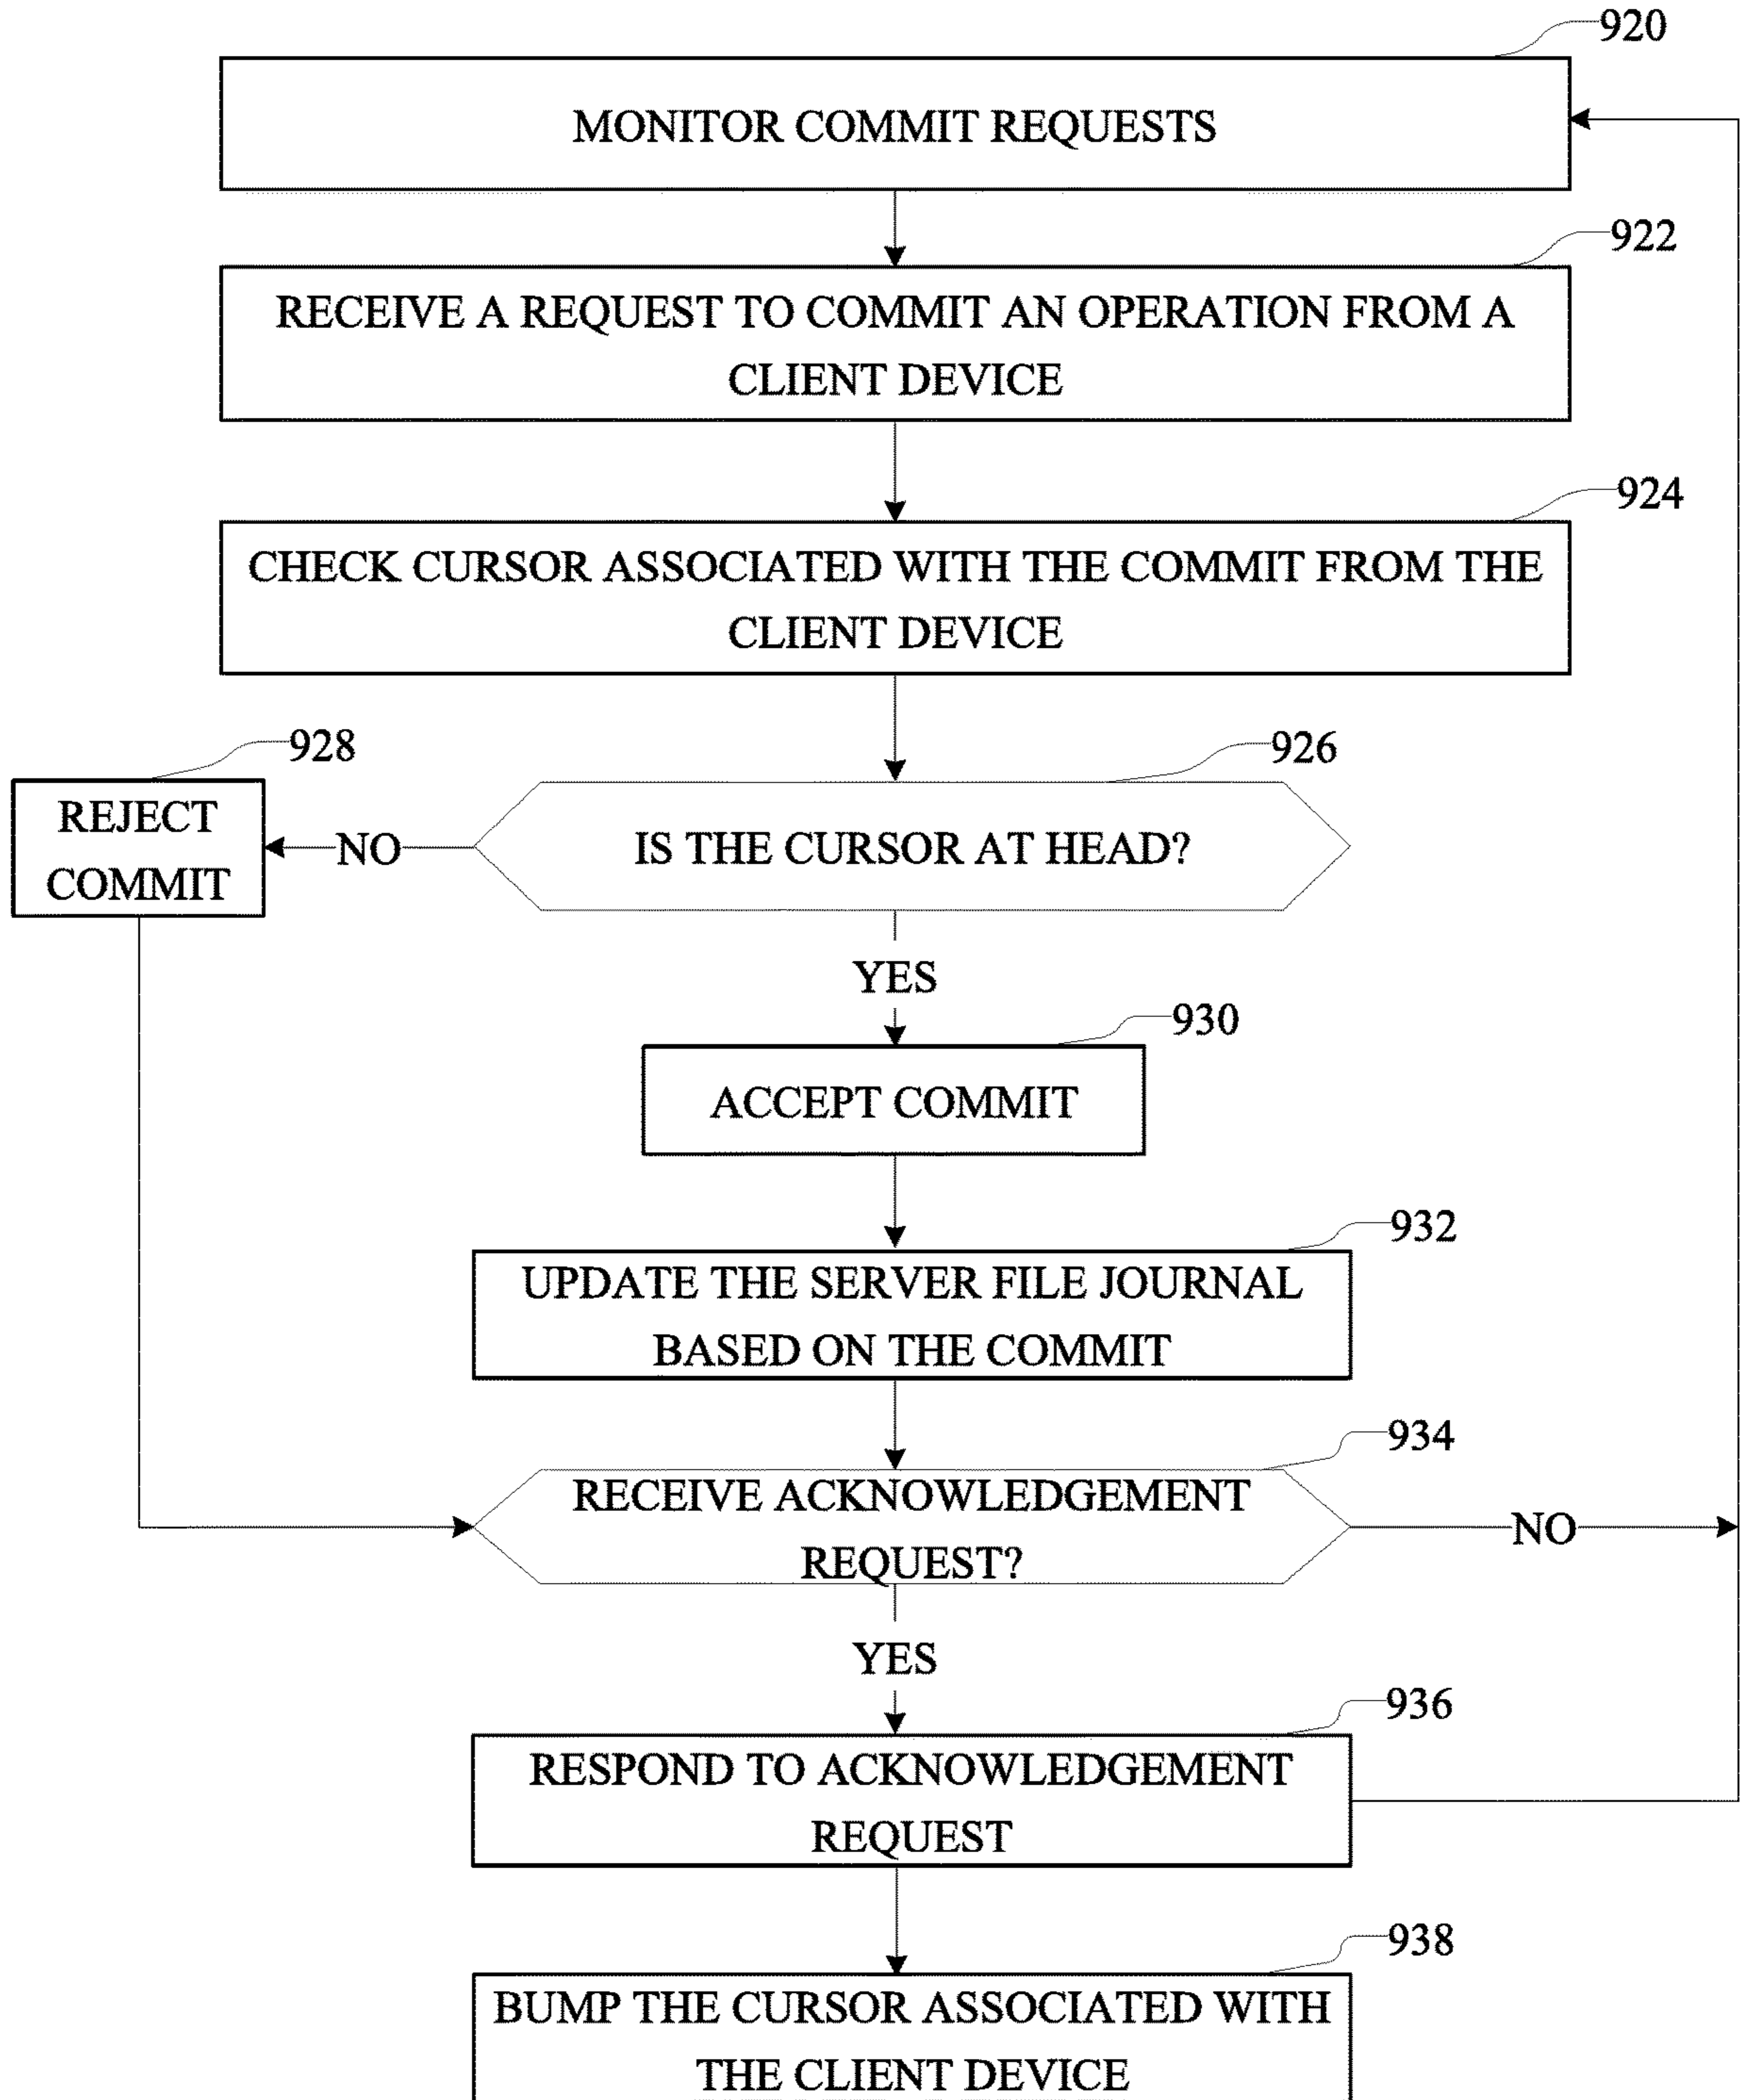 920
MONITOR COMMIT REQUESTS
922
RECEIVE A REQUEST TO COMMIT AN OPERATION FROM A
CLIENT DEVICE
924
CHECK CURSOR ASSOCIATED WITH THE COMMIT FROM THE
CLIENT DEVICE
928
926
REJECT
COMMIT
NO
IS THE CURSOR AT HEAD?
YES
930
ACCEPT COMMIT
932
UPDATE THE SERVER FILE JOURNAL
BASED ON THE COMMIT
934
RECEIVE ACKNOWLEDGEMENT
REQUEST?
NO
YES
936
RESPOND TO ACKNOWLEDGEMENT
REQUEST
938
BUMP THE CURSOR ASSOCIATED WITH
THE CLIENT DEVICE